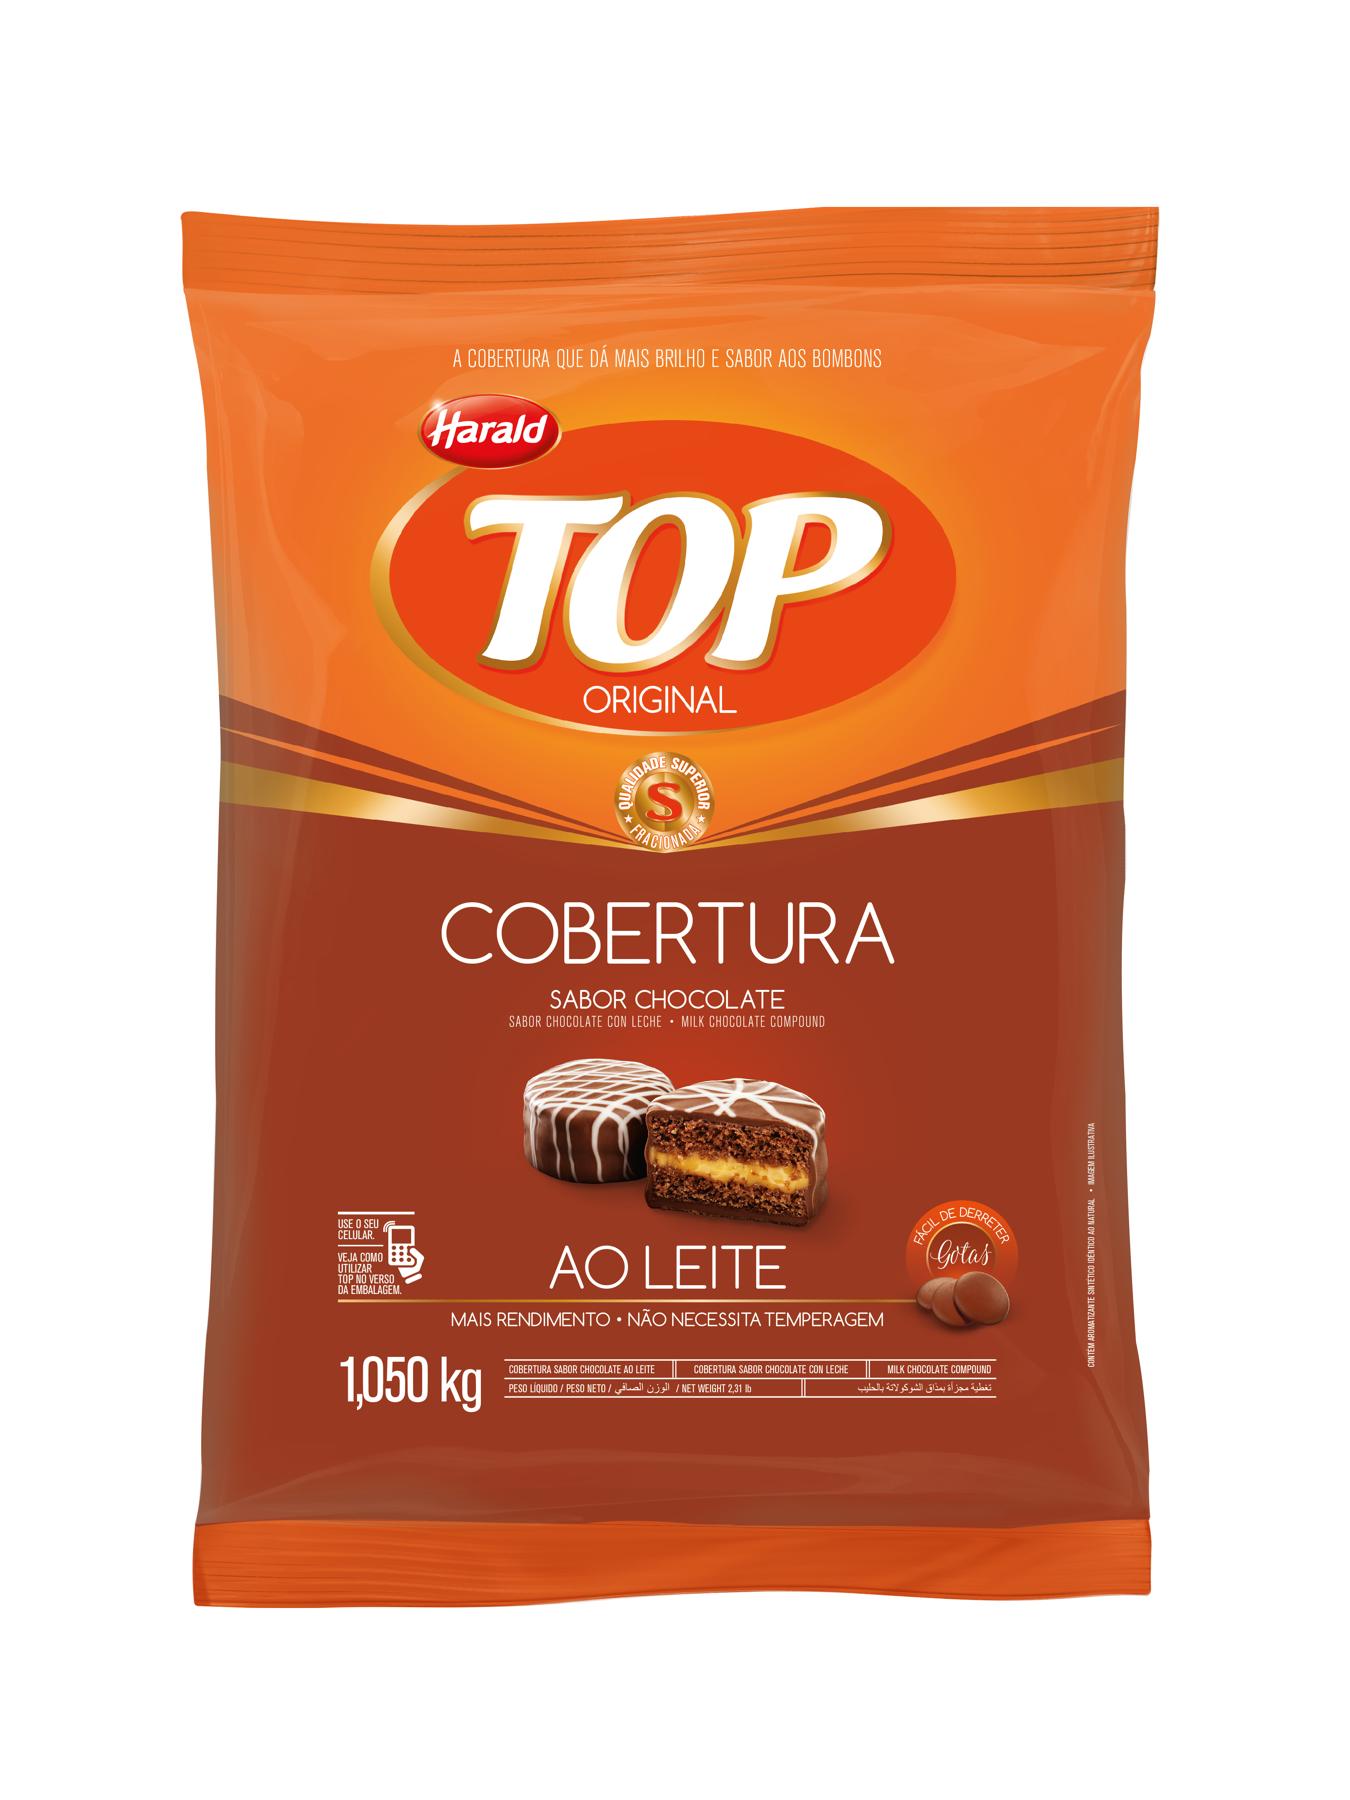 A COBERTURA QUE DÁ MAIS BRILHO E SABOR AOS BOMBONS
Harald
TOP
ORIGINAL
QUALIDADE SUPERIOR
S
FRACIONADA
COBERTURA
SABOR CHOCOLATE
SABOR CHOCOLATE CON LECHE • MILK CHOCOLATE COMPOUND
USE O SEU
CELULAR.
VEJA COMO
UTILIZAR
TOP NO VERSO
DA EMBALAGEM.
AO LEITE
FÁCIL DE DERRETER
Gotas
MAIS RENDIMENTO • NÃO NECESSITA TEMPERAGEM
1,050 kg
COBERTURA SABOR CHOCOLATE AO LEITE
COBERTURA SABOR CHOCOLATE CON LECHE
MILK CHOCOLATE COMPOUND
PESO LÍQUIDO / PESO NETO / الوزن الصافي / NET WEIGHT 2,31 lb
تغطية مجزأة بمذاق الشوكولاتة بالحليب
CONTÉM AROMATIZANTE SINTÉTICO IDÊNTICO AO NATURAL • IMAGEM ILUSTRATIVA